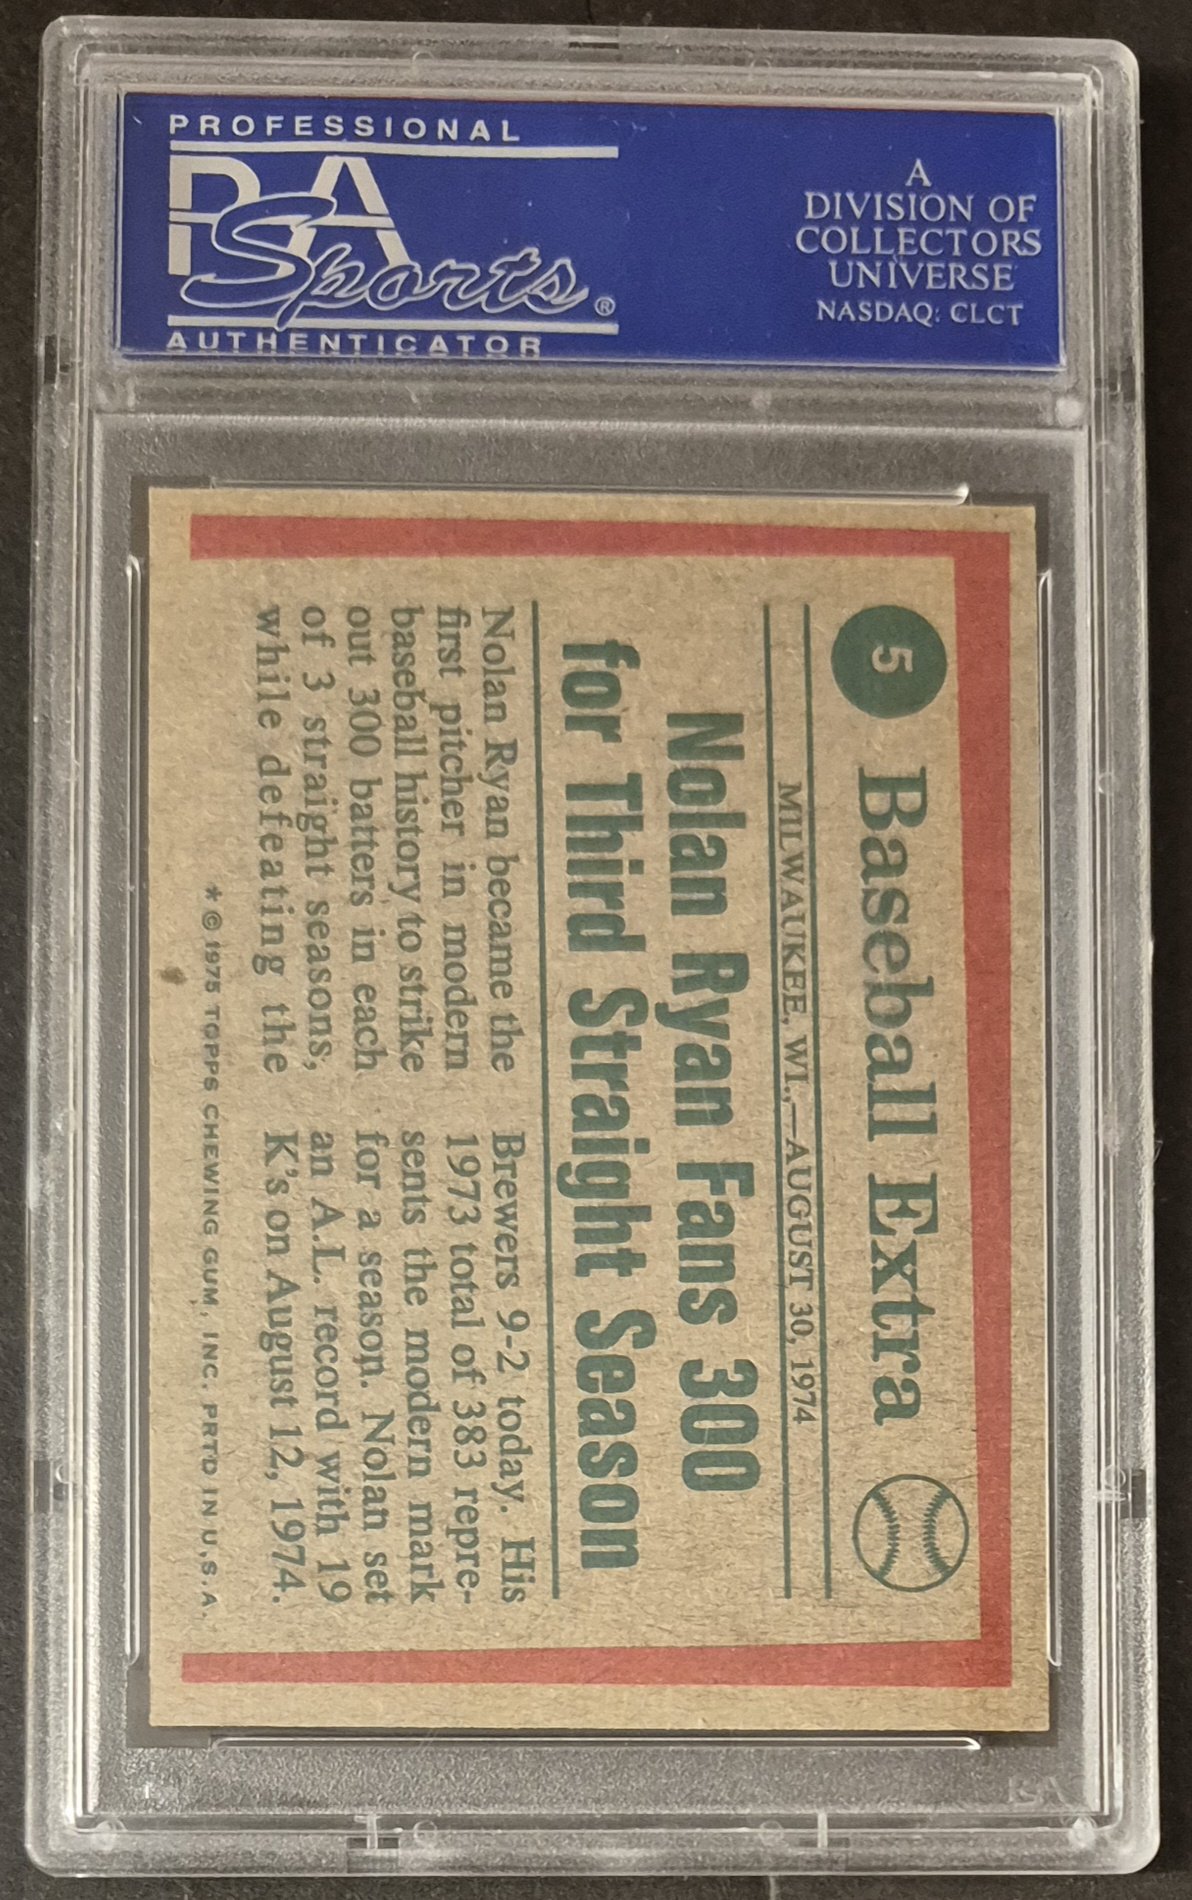 PROFESSIONAL
PSA
Sports®
AUTHENTICATOR
A
DIVISION OF
COLLECTORS
UNIVERSE
NASDAQ: CLCT
5 Baseball Extra
MILWAUKEE, WI.,—AUGUST 30, 1974
Nolan Ryan Fans 300
for Third Straight Season
Nolan Ryan became the
first pitcher in modern
baseball history to strike
out 300 batters in each
of 3 straight seasons,
while defeating the
Brewers 9-2 today. His
1973 total of 383 repre-
sents the modern mark
for a season. Nolan set
an A.L. record with 19
K's on August 12, 1974.
* © 1975 TOPPS CHEWING GUM, INC. PRTD IN U.S.A.
PSA